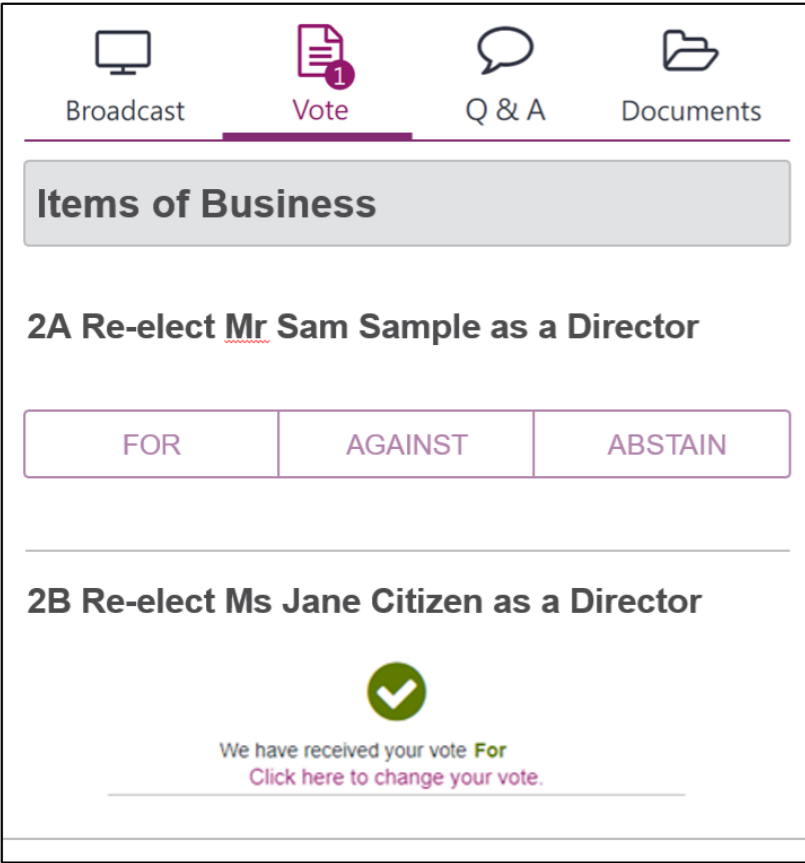 1
Broadcast Vote Q & A Documents
Items of Business
2A Re-elect Mr Sam Sample as a Director
FOR AGAINST ABSTAIN
2B Re-elect Ms Jane Citizen as a Director
We have received your vote For
Click here to change your vote.